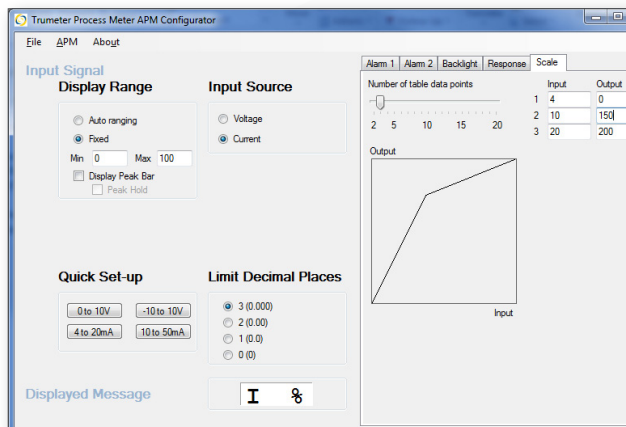 Trumeter Process Meter APM Configurator
File APM About
Input Signal
Display Range
Auto ranging
Fixed
Min 0 Max 100
Display Peak Bar
Peak Hold
Input Source
Voltage
Current
Quick Set-up
0 to 10V -10 to 10V
4 to 20mA 10 to 50mA
Limit Decimal Places
3 (0.000)
2 (0.00)
1 (0.0)
0 (0)
Displayed Message
I %
Alarm 1 Alarm 2 Backlight Response Scale
Number of table data points
2 5 10 15 20
Input Output
1 4 0
2 10 150
3 20 200
Output
Input